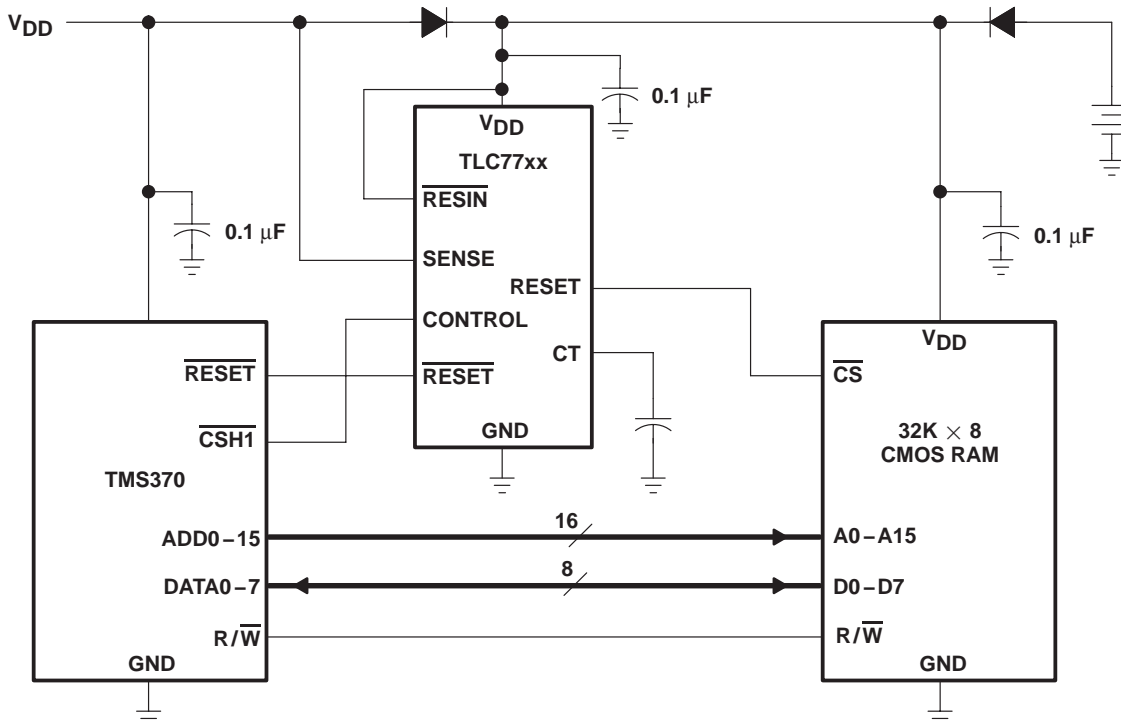 VDD
0.1 μF
VDD
TLC77xx
RESIN
0.1 μF
0.1 μF
SENSE
RESET
CONTROL
VDD
CT
RESET
RESET
CS
CSH1
GND
32K × 8
CMOS RAM
TMS370
16
ADD0–15
A0–A15
8
DATA0–7
D0–D7
R/W
R/W
GND
GND